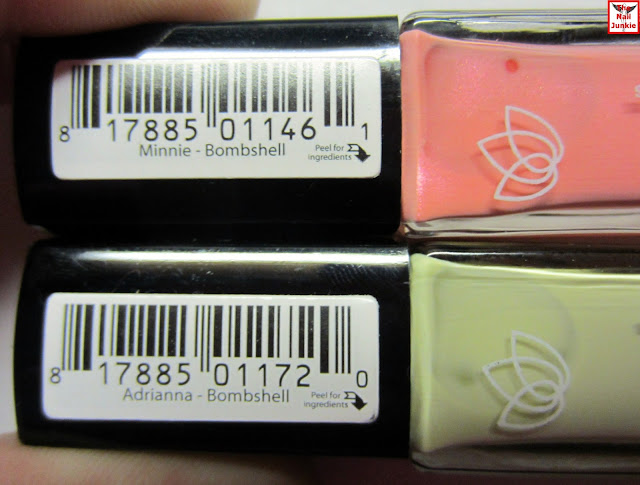 The
Nail
Junkie
8 17885 01146 1
Minnie - Bombshell
Peel for
ingredients
8 17885 01172 0
Adrianna - Bombshell
Peel for
ingredients